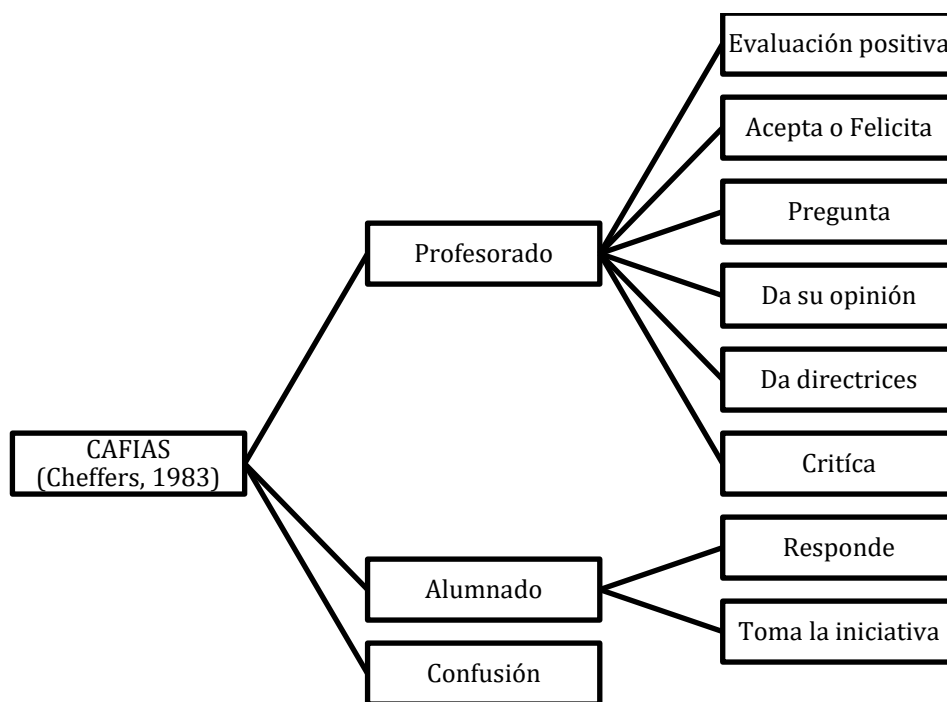 Evaluación positiva
Acepta o Felicita
Pregunta
Profesorado
Da su opinión
Da directrices
CAFIAS
(Cheffers, 1983)
Critíca
Responde
Alumnado
Toma la iniciativa
Confusión